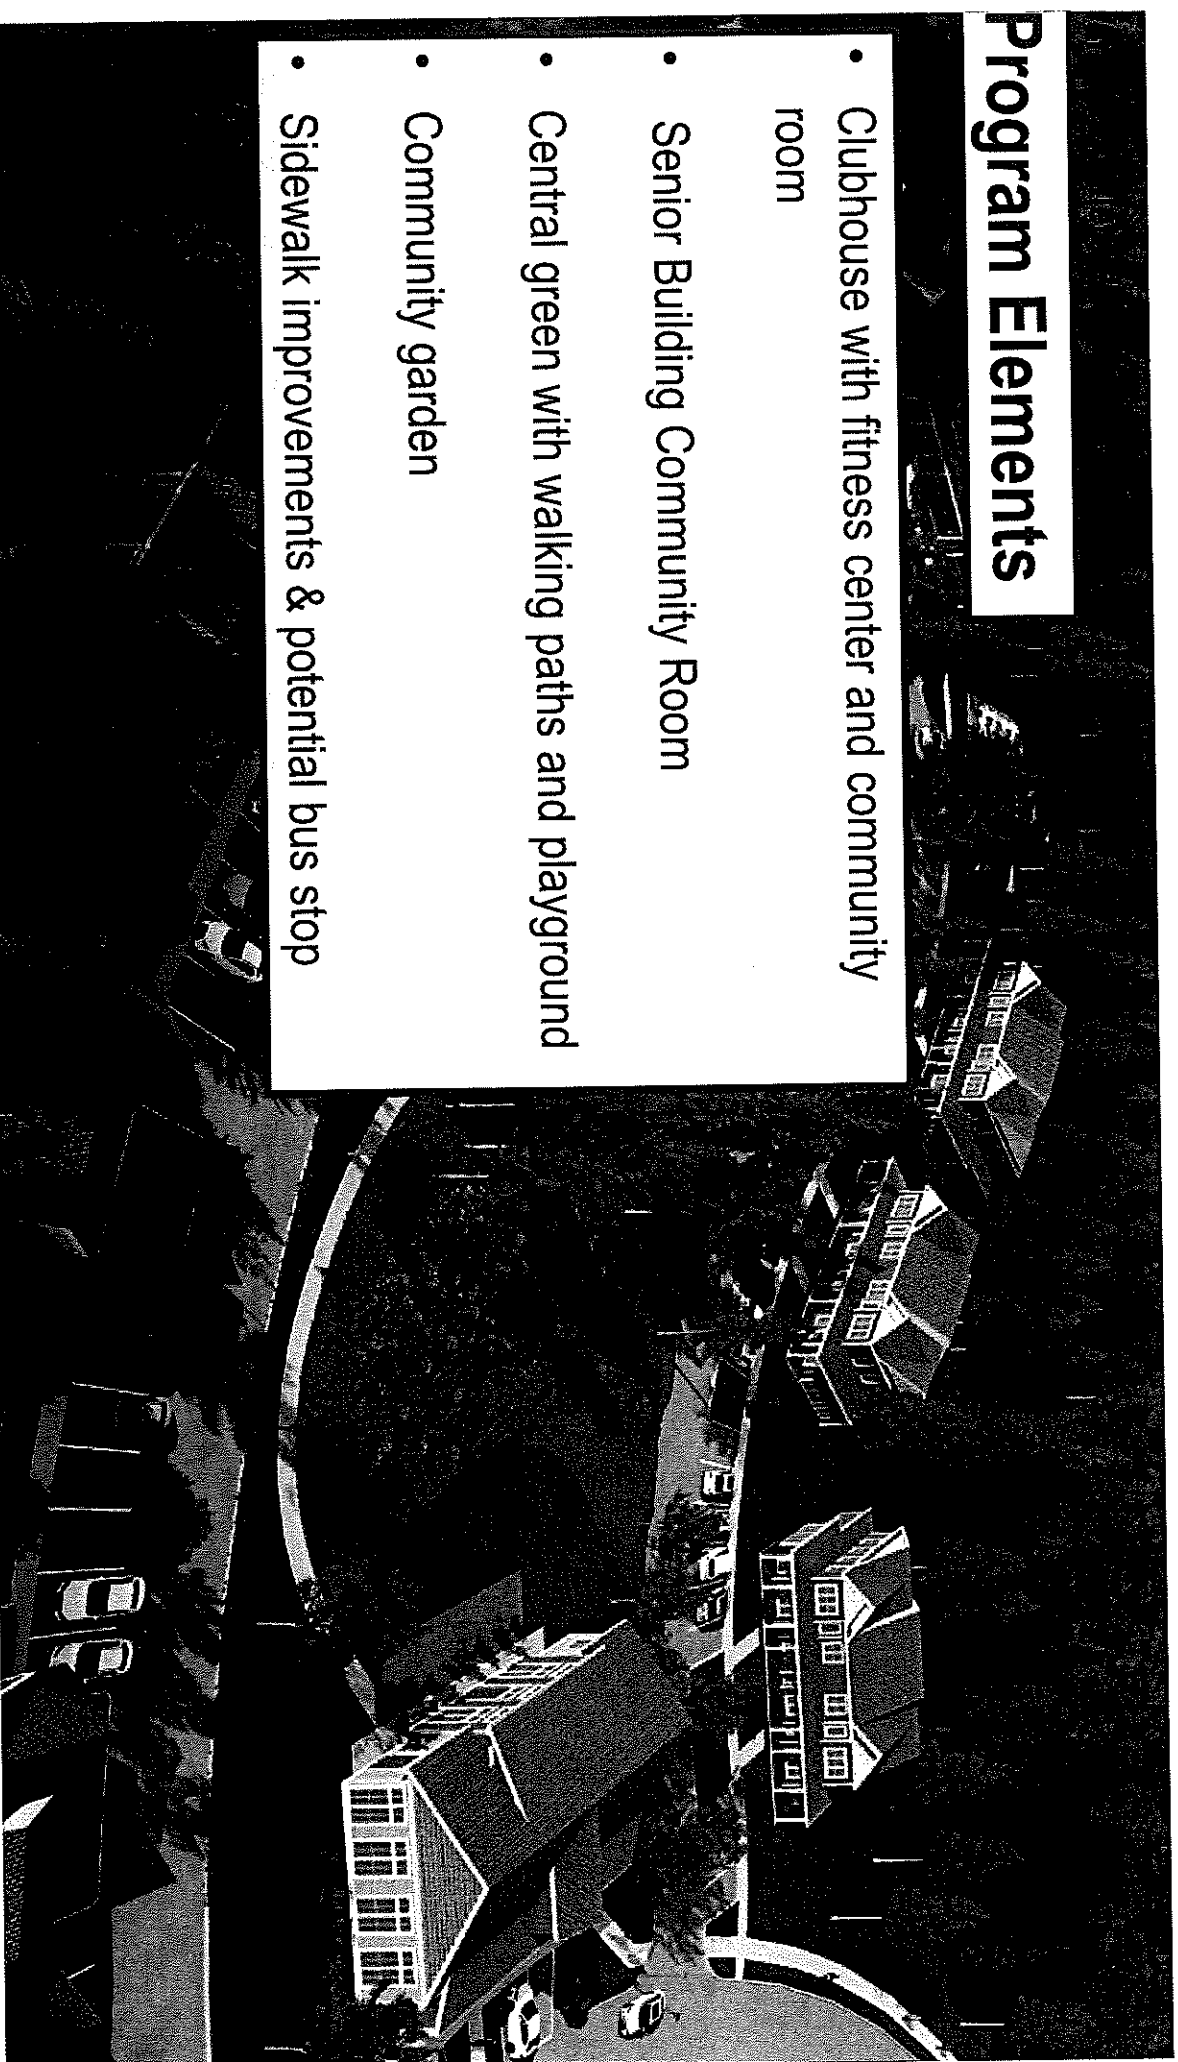 Program Elements
• Clubhouse with fitness center and community
room
• Senior Building Community Room
• Central green with walking paths and playground
• Community garden
• Sidewalk improvements & potential bus stop